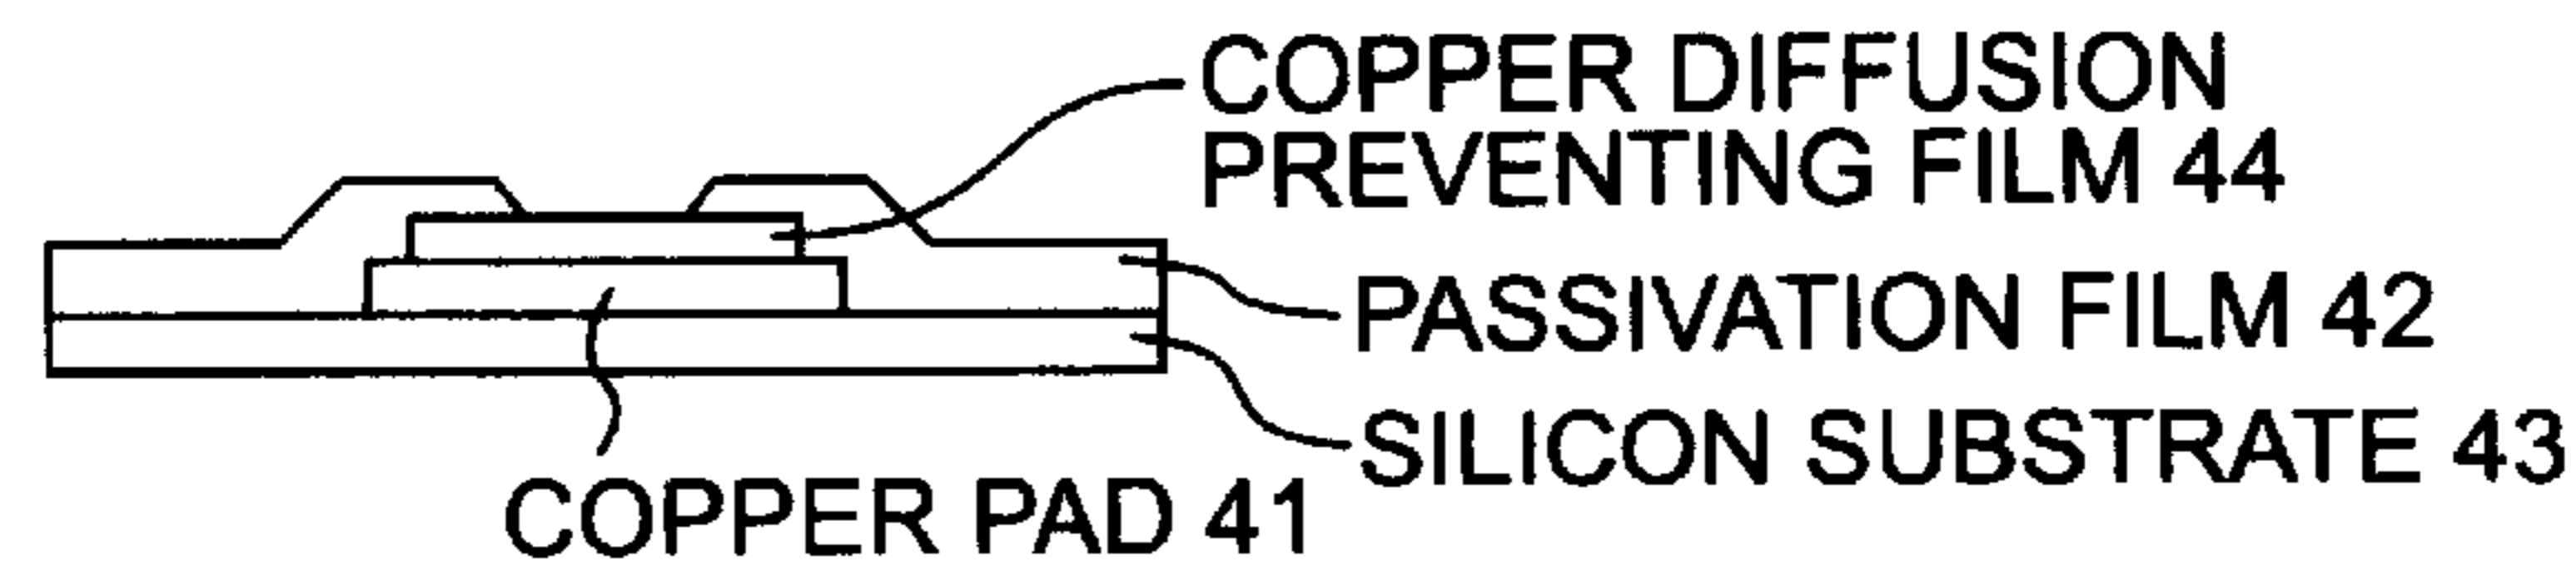 COPPER DIFFUSION
PREVENTING FILM 44
PASSIVATION FILM 42
SILICON SUBSTRATE 43
COPPER PAD 41